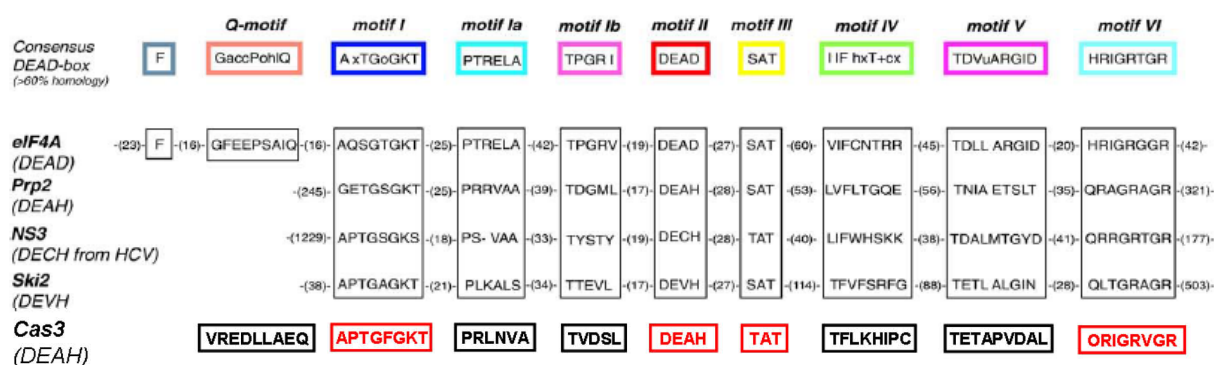 Q-motif motif I motif Ia motif Ib motif II motif III motif IV motif V motif VI
Consensus
DEAD-box
(>60% homology)
F GaccPohlQ AxTGoGKT PTRELA TPGR I DEAD SAT IIF hxT+cx TDVuARGID HRIGRTGR
eIF4A
(DEAD)
-(23)- F -(16)- GFEEPSAIQ -(16)- AQSGTGKT -(25)- PTRELA -(42)- TPGRV -(19)- DEAD -(27)- SAT -(60)- VIFCNTRR -(45)- TDLL ARGID -(20)- HRIGRGGR -(42)-
Prp2
(DEAH)
-(245)- GETGSGKT -(25)- PRRVAA -(39)- TDGML -(17)- DEAH -(28)- SAT -(53)- LVFLTGQE -(56)- TNIA ETSLT -(35)- QRAGRAGR -(321)-
NS3
(DECH from HCV)
-(1229)- APTGSGKS -(18)- PS- VAA -(33)- TYSTY -(19)- DECH -(28)- TAT -(40)- LIFWHSKK -(38)- TDALMTGYD -(41)- QRRGRTGR -(177)-
Ski2
(DEVH
-(38)- APTGAGKT -(21)- PLKALS -(34)- TTEVL -(17)- DEVH -(27)- SAT -(114)- TFVFSRFG -(88)- TETL ALGIN -(28)- QLTGRAGR -(503)-
Cas3
(DEAH)
VREDLLAEQ APTGFGKT PRLNVA TVDSL DEAH TAT TFLKHIPC TETAPVDAL ORIGRVGR